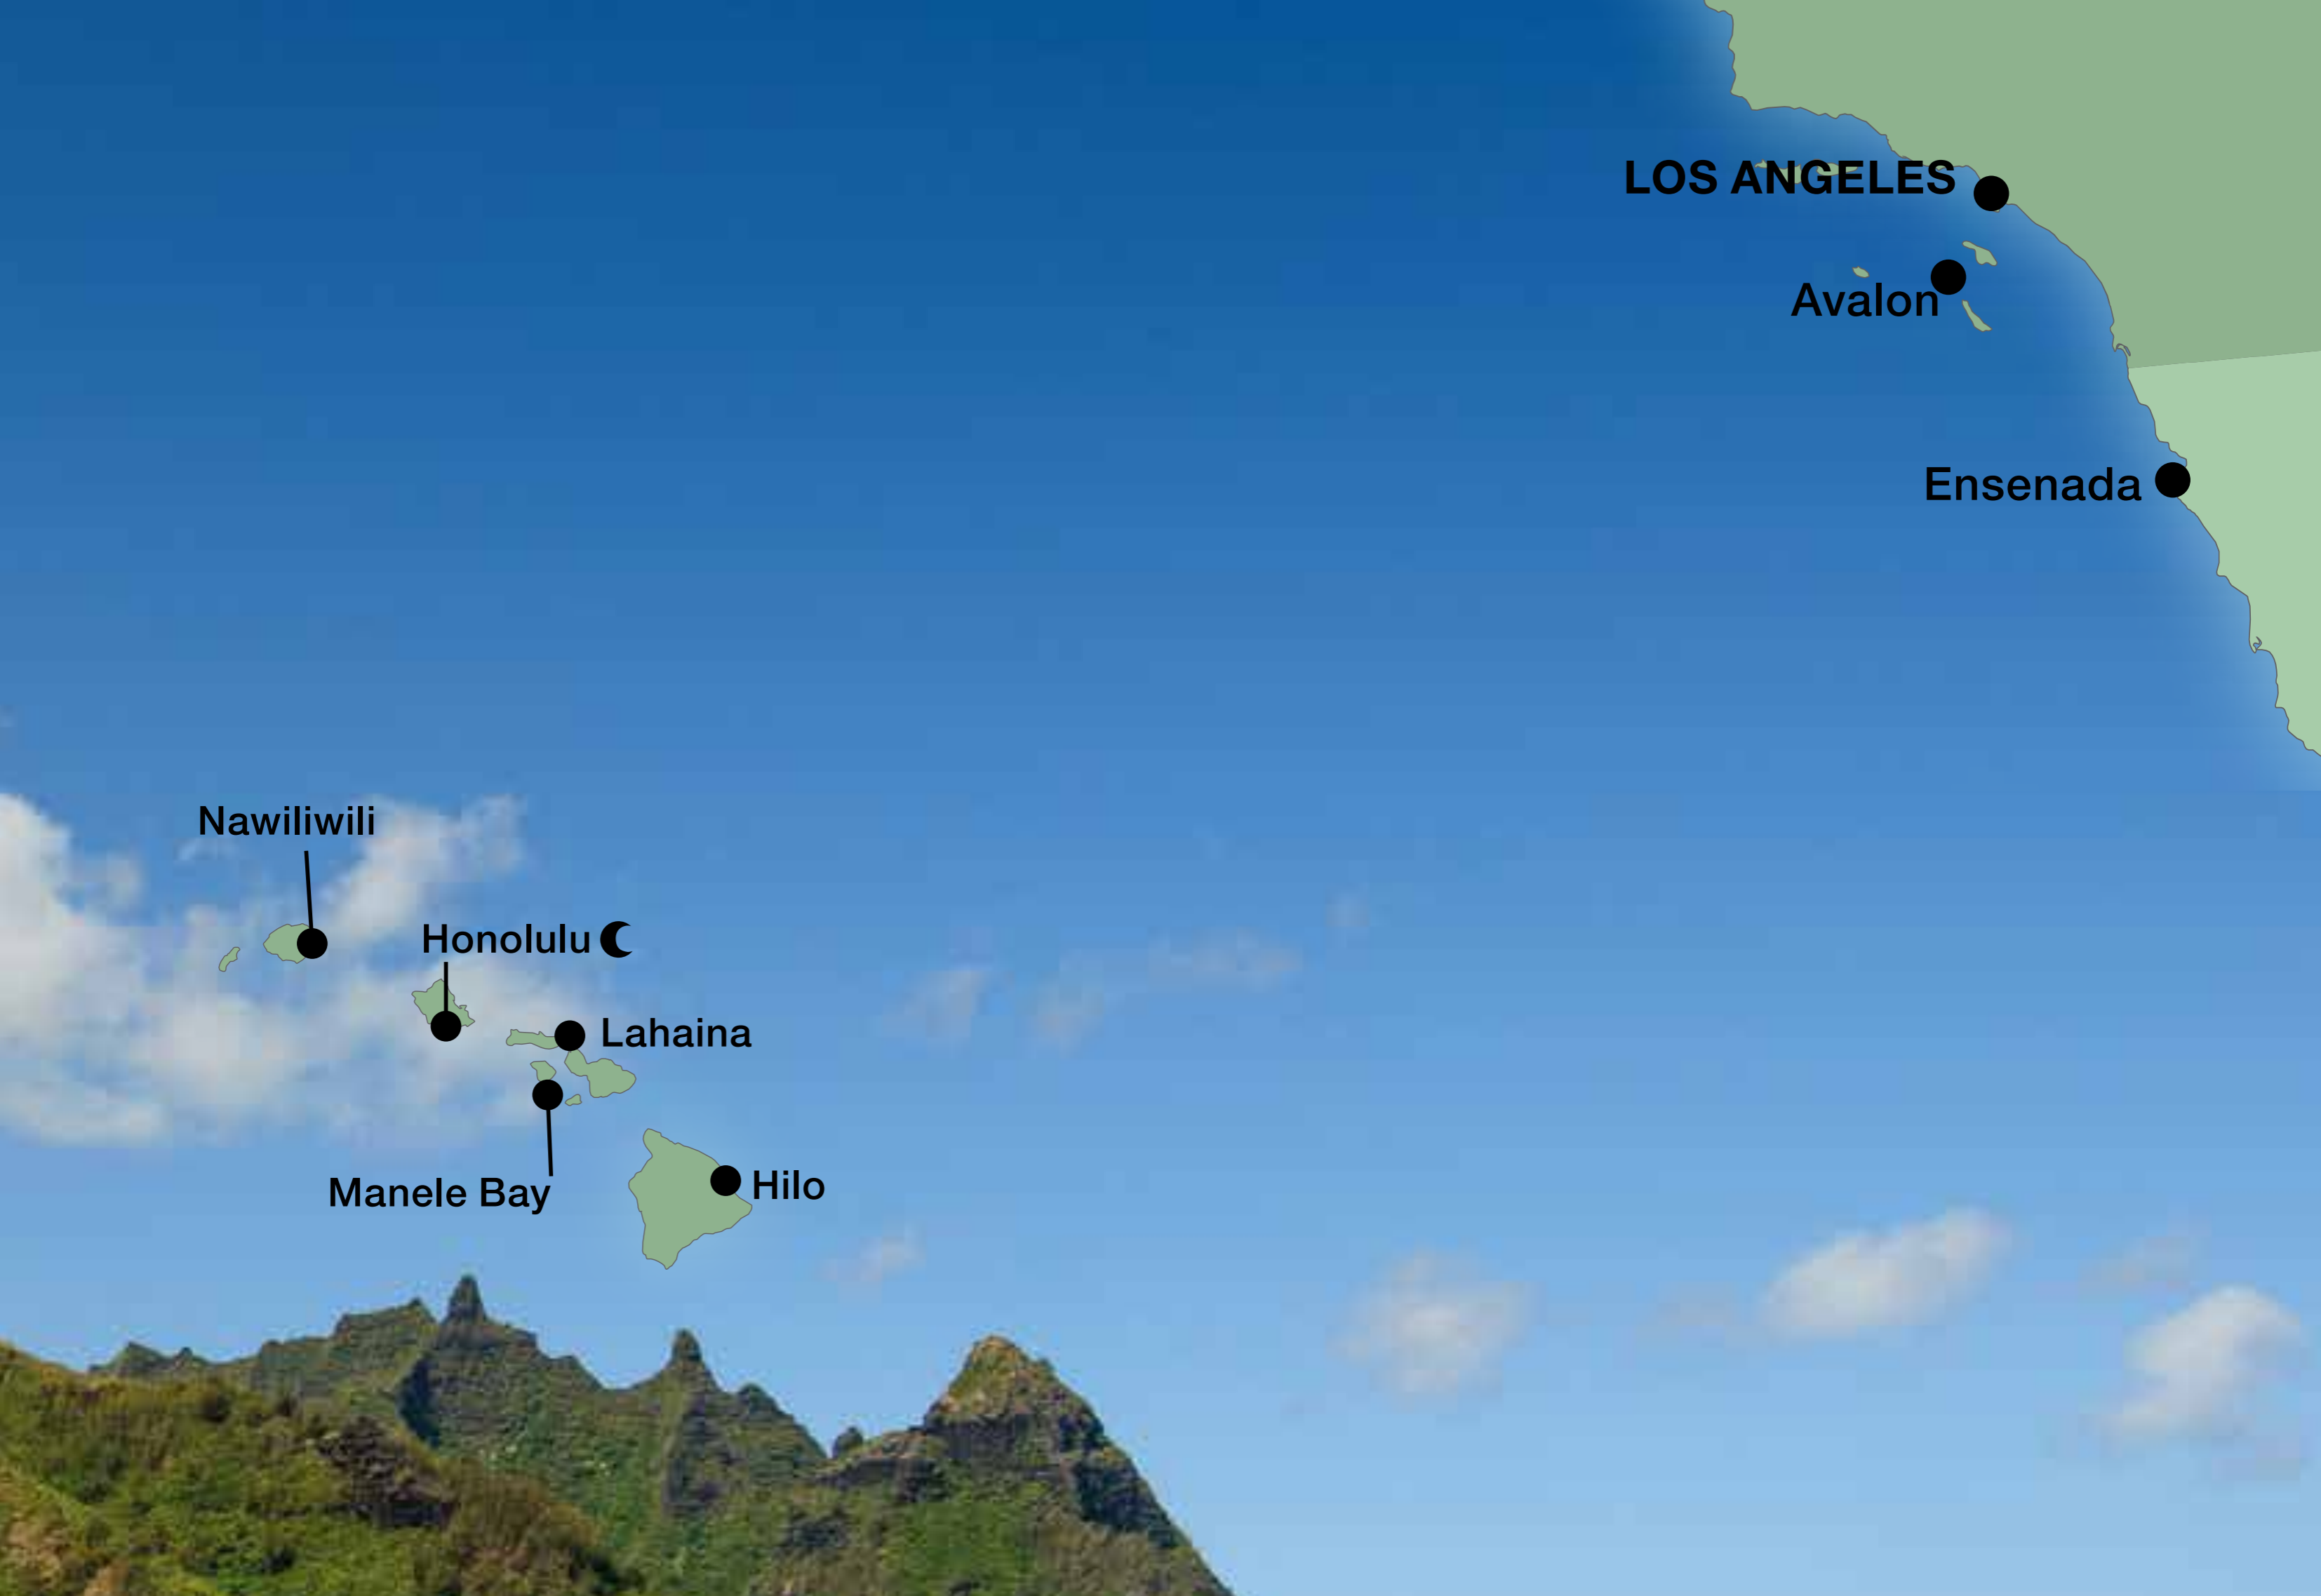 LOS ANGELES
Avalon
Ensenada
Nawiliwili
Honolulu
Lahaina
Manele Bay
Hilo